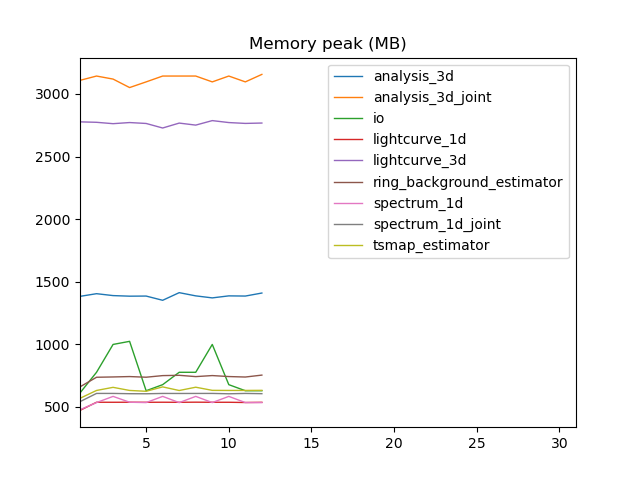 Memory peak (MB)
3000
2500
2000
1500
1000
500
analysis_3d
analysis_3d_joint
io
lightcurve_1d
lightcurve_3d
ring_background_estimator
spectrum_1d
spectrum_1d_joint
tsmap_estimator
5 10 15 20 25 30